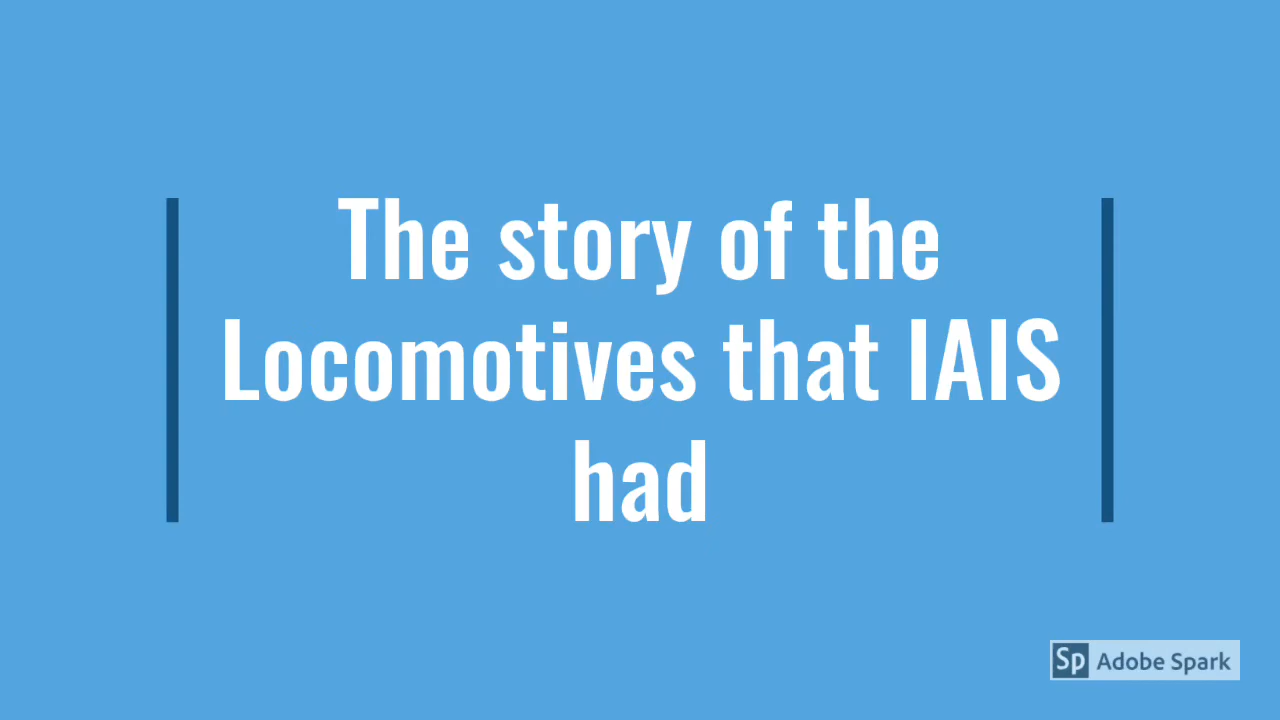 The story of the
Locomotives that IAIS
had
Sp Adobe Spark